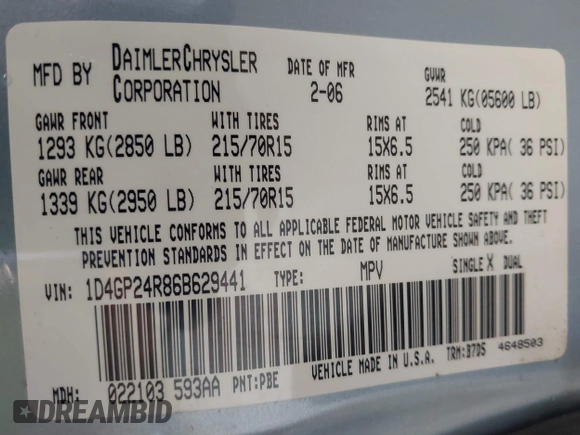 MFD BY DAIMLERCHRYSLER CORPORATION DATE OF MFR 2-06 GVWR 2541 KG(05600 LB)
GAWR FRONT WITH TIRES RIMS AT COLD
1293 KG(2850 LB) 215/70R15 15X6.5 250 KPA( 36 PSI)
GAWR REAR WITH TIRES RIMS AT COLD
1339 KG(2950 LB) 215/70R15 15X6.5 250 KPA( 36 PSI)
THIS VEHICLE CONFORMS TO ALL APPLICABLE FEDERAL MOTOR VEHICLE SAFETY AND THEFT
PREVENTION STANDARDS IN EFFECT ON THE DATE OF MANUFACTURE SHOWN ABOVE.
VIN: 1D4GP24R86B629441 TYPE: MPV SINGLE X DUAL
MDH: 022103 593AA PNT:PBE VEHICLE MADE IN U.S.A. TRM:B7D5 4648503
DREAMBID